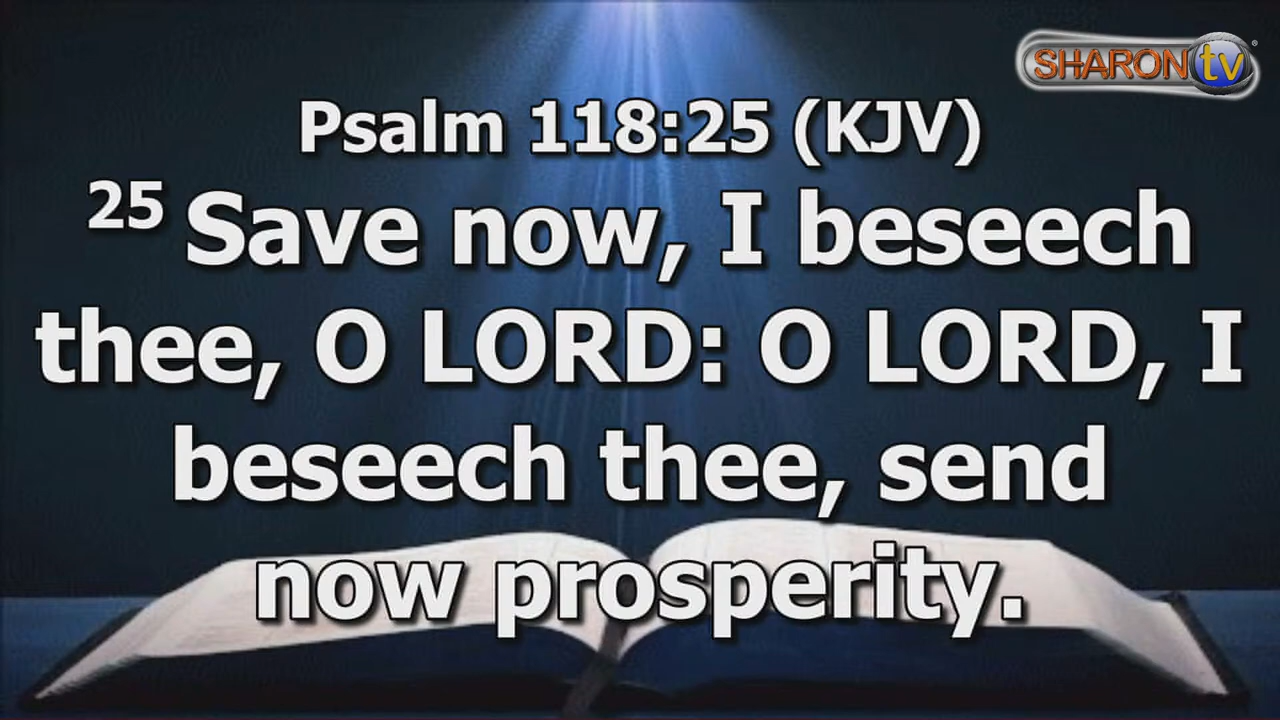 SHARON tv®
Psalm 118:25 (KJV)
25 Save now, I beseech
thee, O LORD: O LORD, I
beseech thee, send
now prosperity.